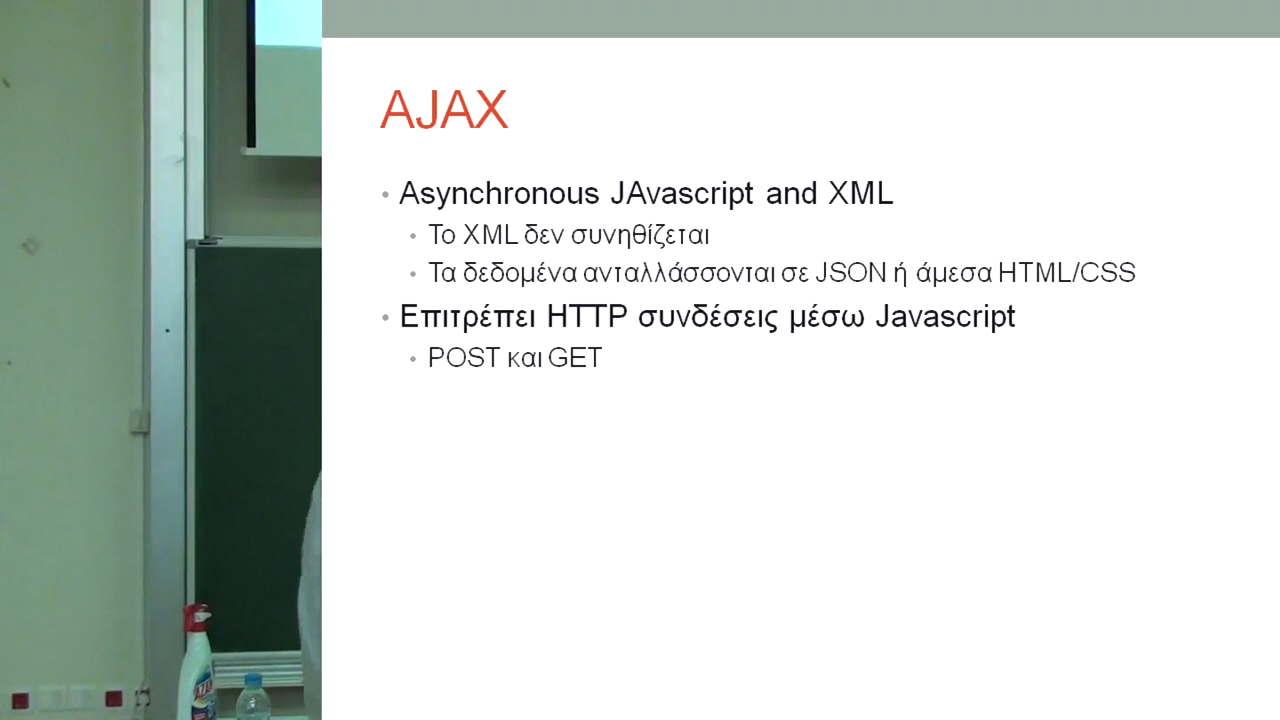 AJAX
• Asynchronous JAvascript and XML
• Το XML δεν συνηθίζεται
• Τα δεδομένα ανταλλάσσονται σε JSON ή άμεσα HTML/CSS
• Επιτρέπει HTTP συνδέσεις μέσω Javascript
• POST και GET